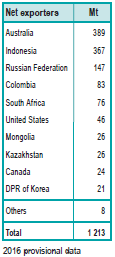 Net exporters Mt
Australia 389
Indonesia 367
Russian Federation 147
Colombia 83
South Africa 76
United States 46
Mongolia 26
Kazakhstan 26
Canada 24
DPR of Korea 21
Others 8
Total 1 213
2016 provisional data